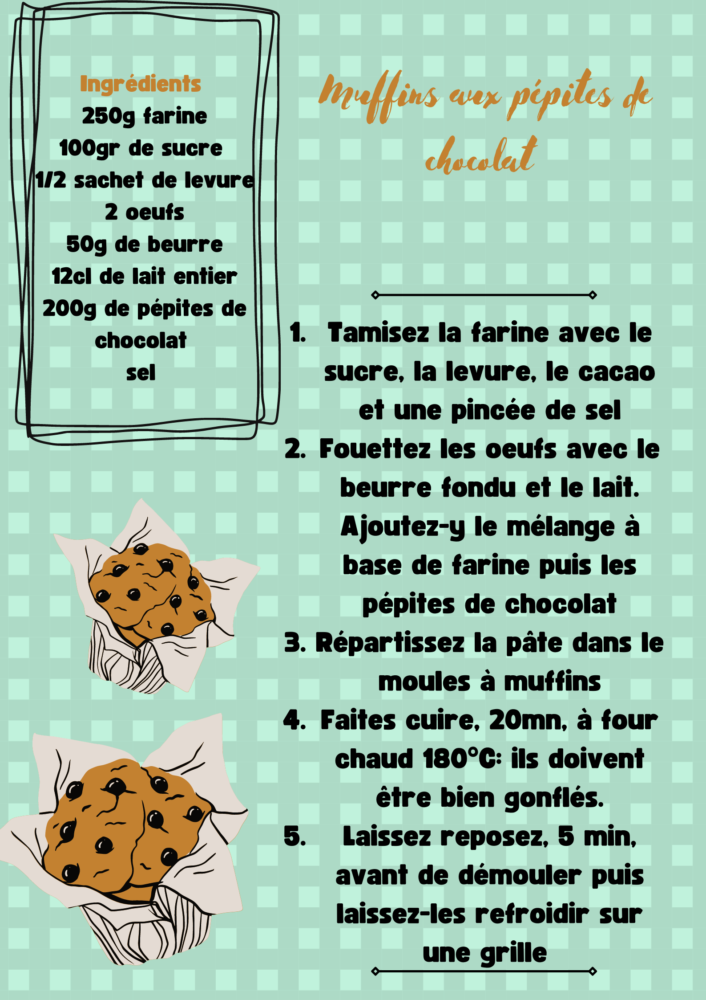 Ingrédients
250g farine
100gr de sucre
1/2 sachet de levure
2 oeufs
50g de beurre
12cl de lait entier
200g de pépites de
chocolat
sel
Muffins aux pépites de
chocolat
1. Tamisez la farine avec le
sucre, la levure, le cacao
et une pincée de sel
2. Fouettez les oeufs avec le
beurre fondu et le lait.
Ajoutez-y le mélange à
base de farine puis les
pépites de chocolat
3. Répartissez la pâte dans le
moules à muffins
4. Faites cuire, 20mn, à four
chaud 180°C: ils doivent
être bien gonflés.
5. Laissez reposez, 5 min,
avant de démouler puis
laissez-les refroidir sur
une grille